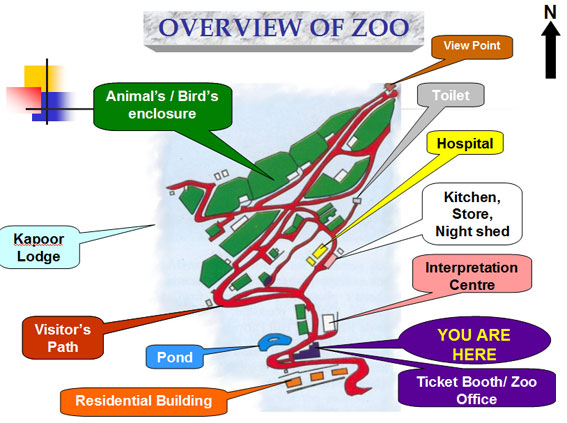 OVERVIEW OF ZOO
N
View Point
Animal's / Bird's
enclosure
Toilet
Hospital
Kitchen,
Store,
Night shed
Kapoor
Lodge
Interpretation
Centre
Visitor's
Path
YOU ARE
HERE
Pond
Ticket Booth/ Zoo
Office
Residential Building